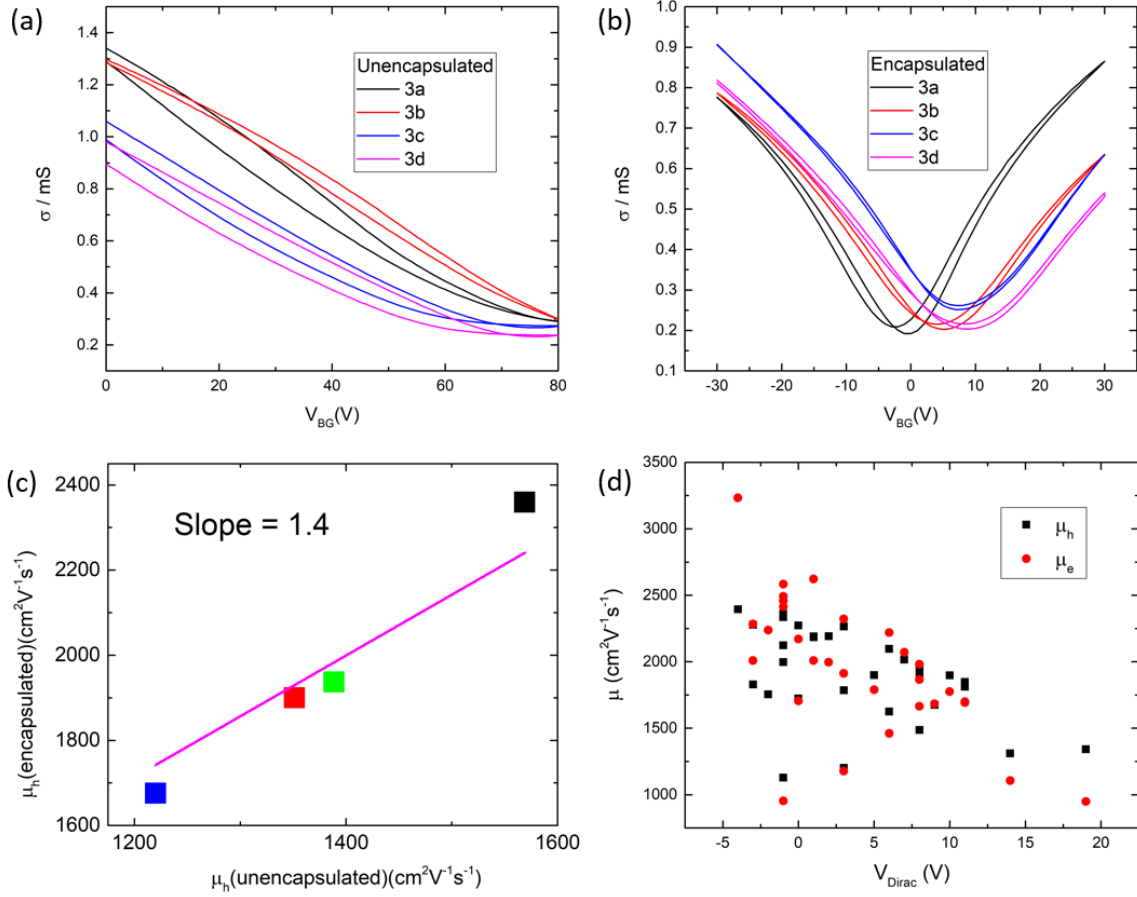 (a)
1.4
1.2
1.0
0.8
0.6
0.4
0.2
σ / mS
0
20
40
60
80
V_BG(V)
Unencapsulated
3a
3b
3c
3d
(b)
1.0
0.9
0.8
0.7
0.6
0.5
0.4
0.3
0.2
0.1
σ / mS
-30
-20
-10
0
10
20
30
V_BG(V)
Encapsulated
3a
3b
3c
3d
(c)
Slope = 1.4
2400
2200
2000
1800
1600
μ_h(encapsulated)(cm²V⁻¹s⁻¹)
1200
1400
1600
μ_h(unencapsulated)(cm²V⁻¹s⁻¹)
(d)
3500
3000
2500
2000
1500
1000
μ (cm²V⁻¹s⁻¹)
μ_h
μ_e
-5
0
5
10
15
20
V_Dirac (V)